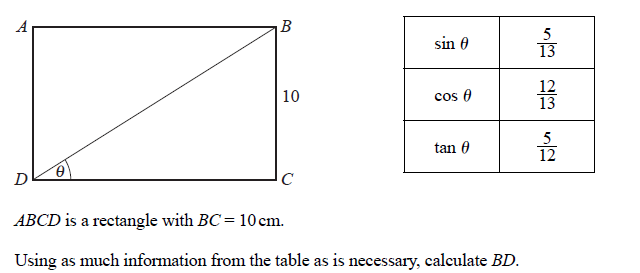 A B
10
D θ C
sin θ 5/13
cos θ 12/13
tan θ 5/12
ABCD is a rectangle with BC = 10 cm.
Using as much information from the table as is necessary, calculate BD.